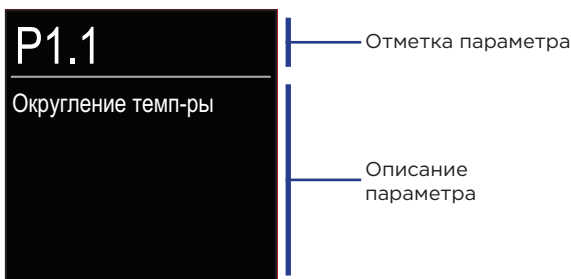 P1.1
Отметка параметра
Округление темп-ры
Описание
параметра